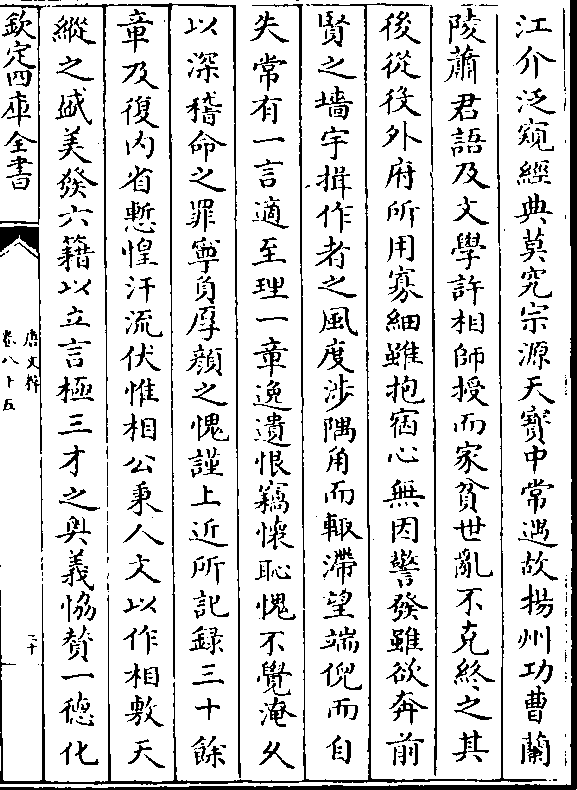 江介泛窺經典莫究宗源天寳中常遇故揚州功曹蘭
陵蕭君語及文學許相師授而家貧世亂不克終之其
後從役外府所用寡細雖抱宿心無因警發雖欲奔前
賢之墻宇揖作者之風度涉隅角而輙滯望端倪而自
失常有一言適至理一章逸遺恨竊懷恥愧不覺淹久
以深稽命之罪寧負厚顔之愧謹上近所記録三十餘
章及復内省慙惶汗流伏惟相公秉人文以作相敷天
縱之盛美發六籍以立言極三才之奥義恊賛一德化
欽定四庫全書
唐文粹
卷八十五
二十